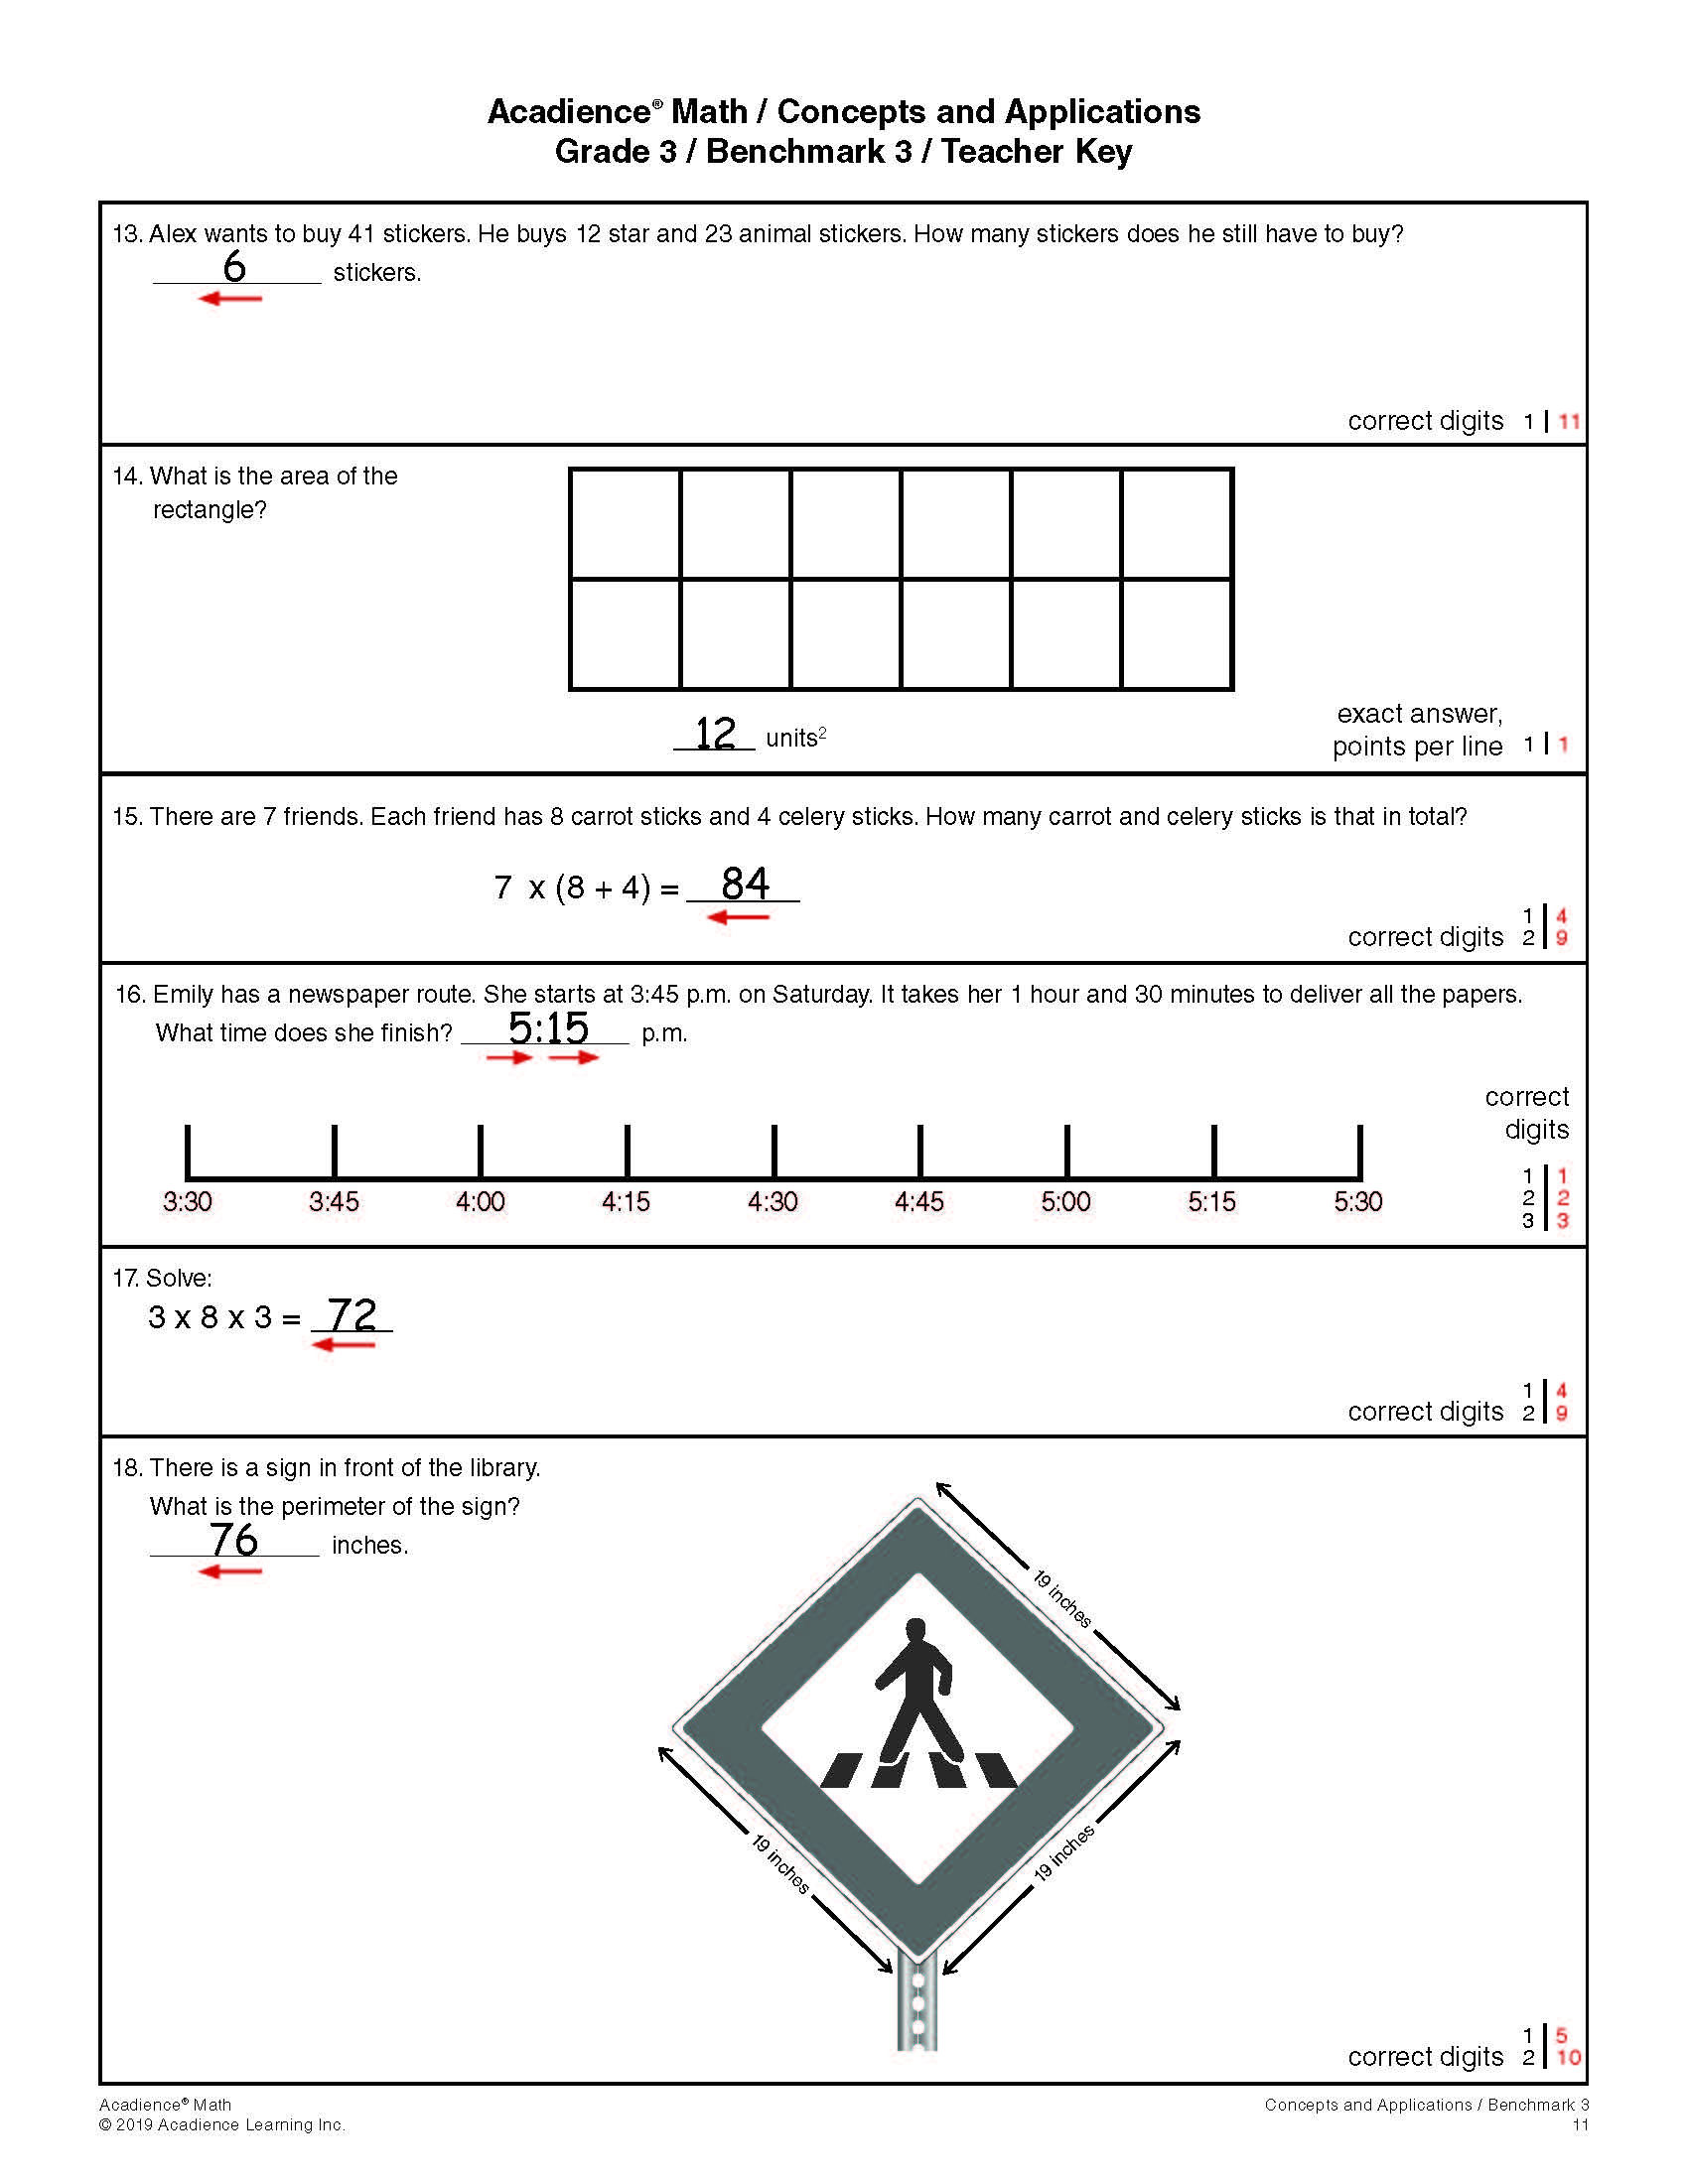 Acadience® Math / Concepts and Applications
Grade 3 / Benchmark 3 / Teacher Key
13. Alex wants to buy 41 stickers. He buys 12 star and 23 animal stickers. How many stickers does he still have to buy?
6 stickers.
correct digits 1 | 11
14. What is the area of the
rectangle?
12 units²
exact answer,
points per line 1 | 1
15. There are 7 friends. Each friend has 8 carrot sticks and 4 celery sticks. How many carrot and celery sticks is that in total?
7 x (8 + 4) = 84
1 | 4
correct digits 2 | 9
16. Emily has a newspaper route. She starts at 3:45 p.m. on Saturday. It takes her 1 hour and 30 minutes to deliver all the papers.
What time does she finish? 5:15 p.m.
correct
digits
1 | 1
2 | 2
3 | 3
3:30 3:45 4:00 4:15 4:30 4:45 5:00 5:15 5:30
17. Solve:
3 x 8 x 3 = 72
1 | 4
correct digits 2 | 9
18. There is a sign in front of the library.
What is the perimeter of the sign?
76 inches.
19 inches
19 inches
19 inches
1 | 5
correct digits 2 | 10
Acadience® Math
© 2019 Acadience Learning Inc.
Concepts and Applications / Benchmark 3
11